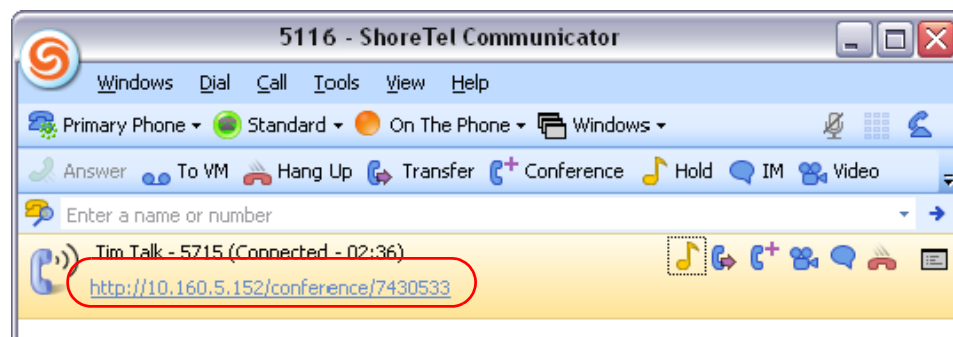 5116 - ShoreTel Communicator
Windows Dial Call Tools View Help
Primary Phone Standard On The Phone Windows
Answer To VM Hang Up Transfer Conference Hold IM Video
Enter a name or number
Tim Talk - 5715 (Connected - 02:36)
http://10.160.5.152/conference/7430533